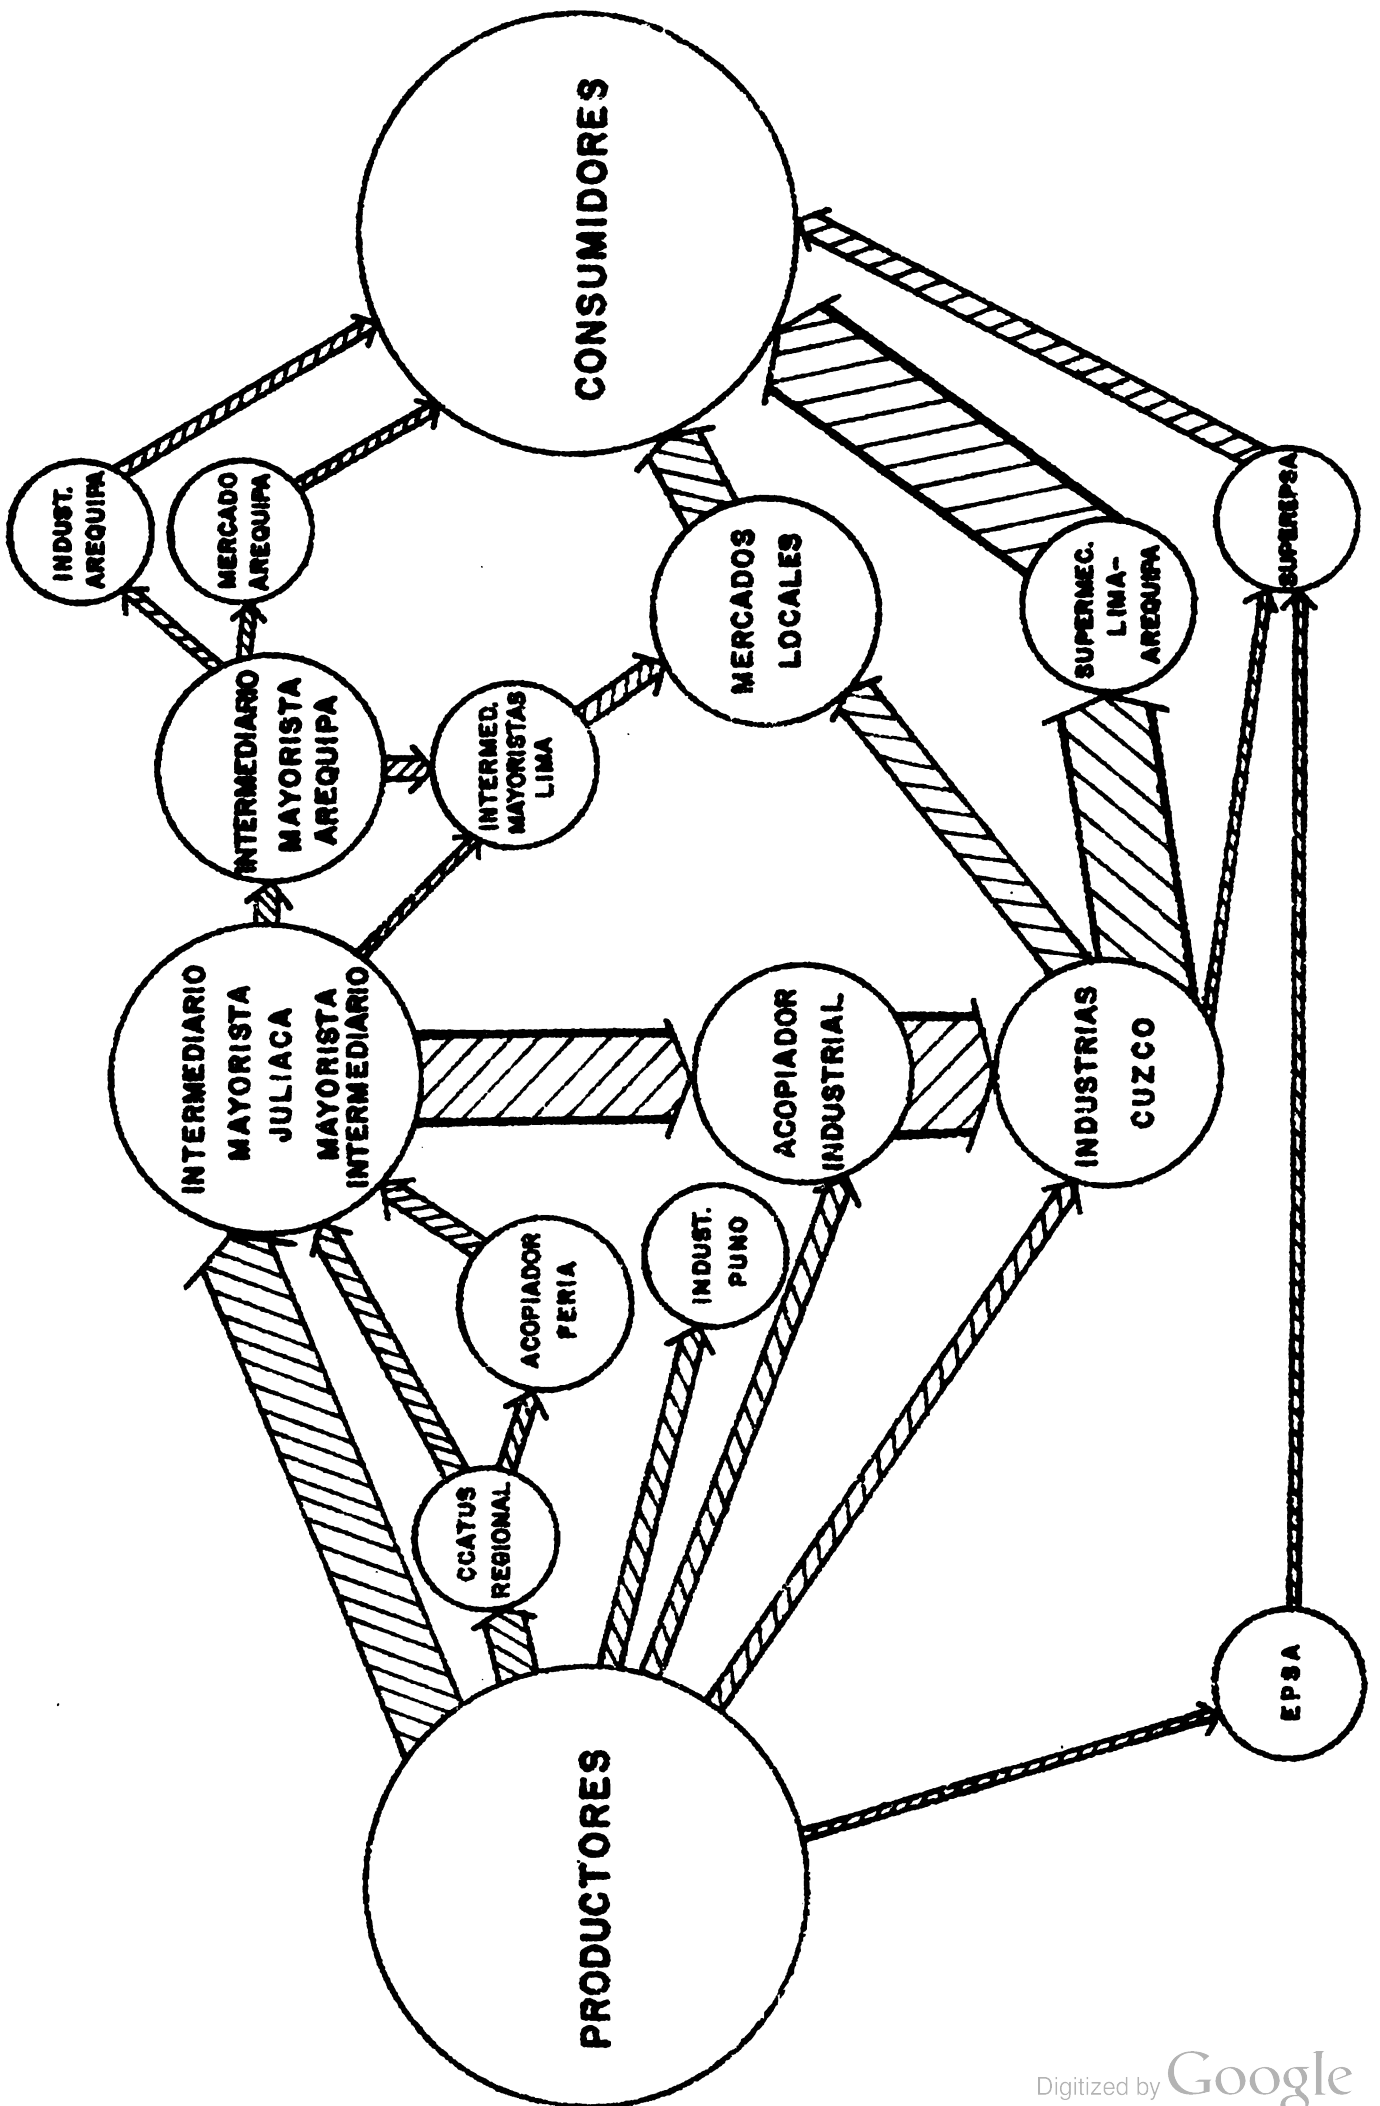 PRODUCTORES
EPSA
CCATUS
REGIONAL
ACOPIADOR
FERIA
INDUST.
PUNO
INTERMEDIARIO
MAYORISTA
JULIACA
MAYORISTA
INTERMEDIARIO
ACOPIADOR
INDUSTRIAL
INDUSTRIAS
CUZCO
INTERMEDIARIO
MAYORISTA
AREQUIPA
INTERMED.
MAYORISTAS
LIMA
INDUST.
AREQUIPA
MERCADO
AREQUIPA
MERCADOS
LOCALES
SUPERMEC.
LIMA-
AREQUIPA
SUPEREPSA
CONSUMIDORES
Digitized by Google